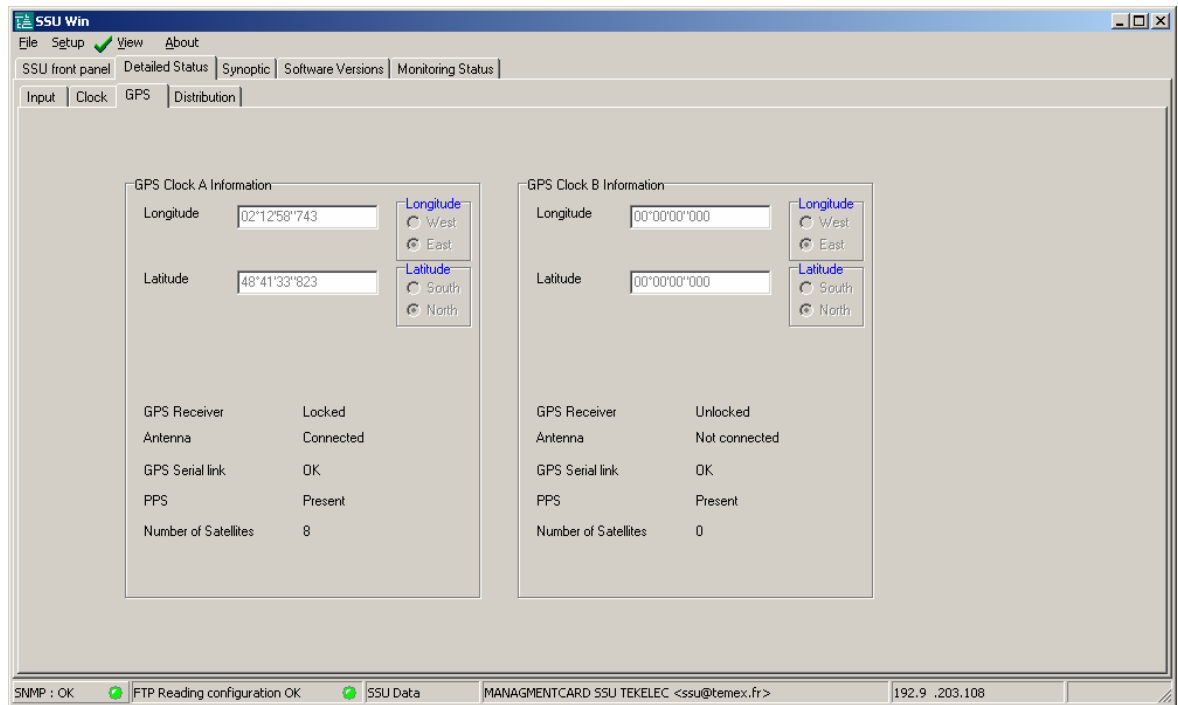 SSU Win
File Setup View About
SSU front panel Detailed Status Synoptic Software Versions Monitoring Status
Input Clock GPS Distribution
GPS Clock A Information
Longitude 02°12'58''743
Longitude
West
East
Latitude 48°41'33''823
Latitude
South
North
GPS Receiver Locked
Antenna Connected
GPS Serial link OK
PPS Present
Number of Satellites 8
GPS Clock B Information
Longitude 00°00'00''000
Longitude
West
East
Latitude 00°00'00''000
Latitude
South
North
GPS Receiver Unlocked
Antenna Not connected
GPS Serial link OK
PPS Present
Number of Satellites 0
SNMP : OK FTP Reading configuration OK SSU Data MANAGMENTCARD SSU TEKELEC <ssu@temex.fr> 192.9 .203.108